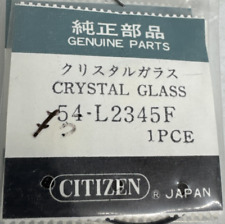 純正部品
GENUINE PARTS
クリスタルガラス
CRYSTAL GLASS
54-L2345F
1PCE
CITIZEN ® JAPAN